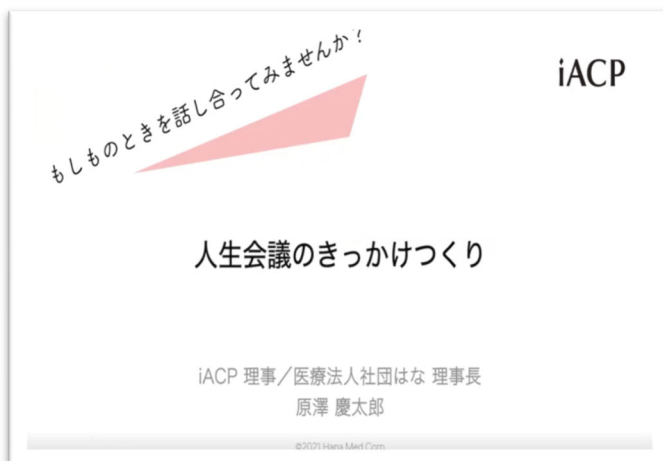 もしものときを話し合ってみませんか?
iACP
人生会議のきっかけつくり
iACP 理事／医療法人社団はな 理事長
原澤 慶太郎
©2021 Hana Med Corp.